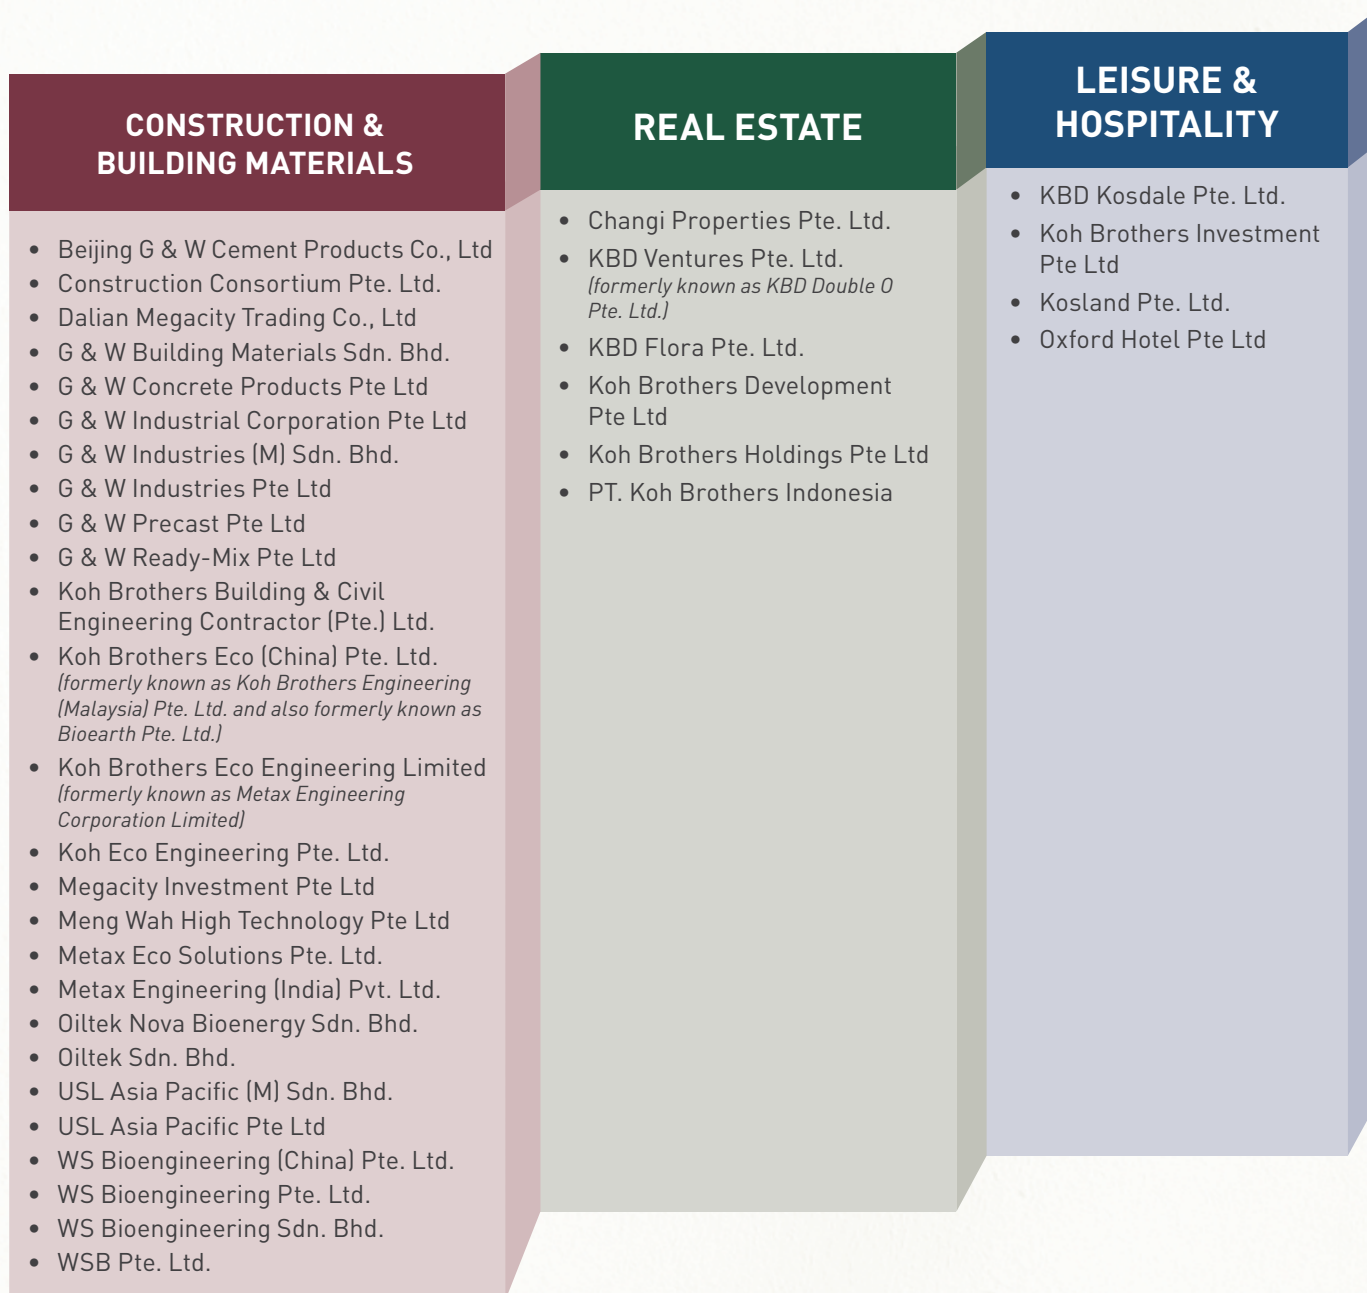 CONSTRUCTION &
BUILDING MATERIALS
• Beijing G & W Cement Products Co., Ltd
• Construction Consortium Pte. Ltd.
• Dalian Megacity Trading Co., Ltd
• G & W Building Materials Sdn. Bhd.
• G & W Concrete Products Pte Ltd
• G & W Industrial Corporation Pte Ltd
• G & W Industries (M) Sdn. Bhd.
• G & W Industries Pte Ltd
• G & W Precast Pte Ltd
• G & W Ready-Mix Pte Ltd
• Koh Brothers Building & Civil
Engineering Contractor (Pte.) Ltd.
• Koh Brothers Eco (China) Pte. Ltd.
(formerly known as Koh Brothers Engineering
(Malaysia) Pte. Ltd. and also formerly known as
Bioearth Pte. Ltd.)
• Koh Brothers Eco Engineering Limited
(formerly known as Metax Engineering
Corporation Limited)
• Koh Eco Engineering Pte. Ltd.
• Megacity Investment Pte Ltd
• Meng Wah High Technology Pte Ltd
• Metax Eco Solutions Pte. Ltd.
• Metax Engineering (India) Pvt. Ltd.
• Oiltek Nova Bioenergy Sdn. Bhd.
• Oiltek Sdn. Bhd.
• USL Asia Pacific (M) Sdn. Bhd.
• USL Asia Pacific Pte Ltd
• WS Bioengineering (China) Pte. Ltd.
• WS Bioengineering Pte. Ltd.
• WS Bioengineering Sdn. Bhd.
• WSB Pte. Ltd.
REAL ESTATE
• Changi Properties Pte. Ltd.
• KBD Ventures Pte. Ltd.
(formerly known as KBD Double O
Pte. Ltd.)
• KBD Flora Pte. Ltd.
• Koh Brothers Development
Pte Ltd
• Koh Brothers Holdings Pte Ltd
• PT. Koh Brothers Indonesia
LEISURE &
HOSPITALITY
• KBD Kosdale Pte. Ltd.
• Koh Brothers Investment
Pte Ltd
• Kosland Pte. Ltd.
• Oxford Hotel Pte Ltd